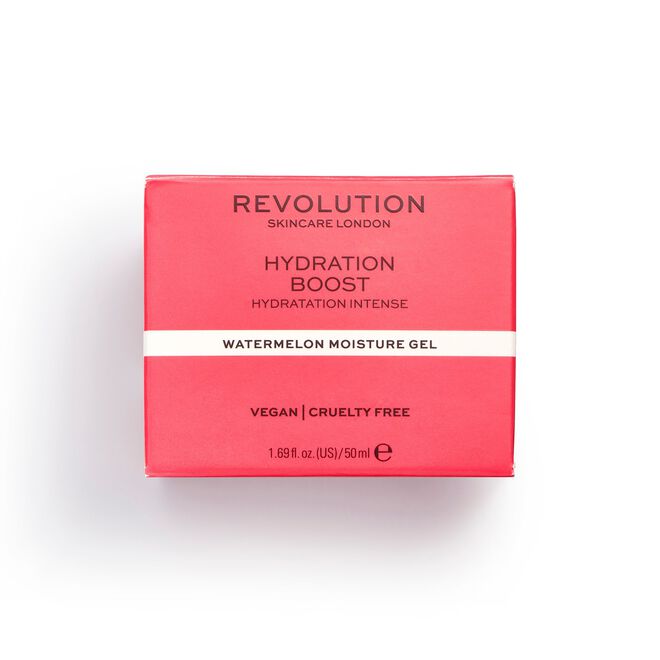 REVOLUTION
SKINCARE LONDON
HYDRATION
BOOST
HYDRATATION INTENSE
WATERMELON MOISTURE GEL
VEGAN | CRUELTY FREE
1.69 fl. oz. (US)/50 ml ℮